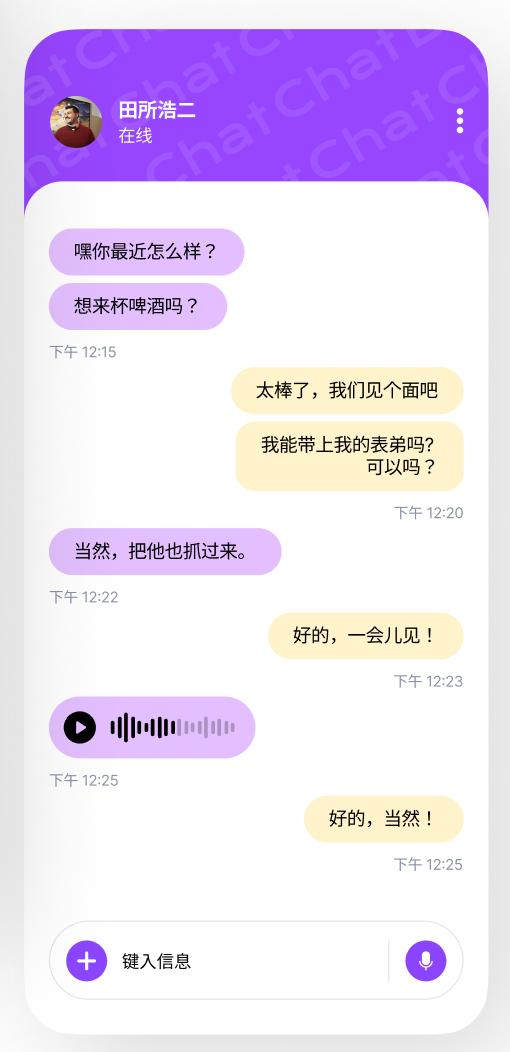 Chat Chat Chat
田所浩二
在线
嘿你最近怎么样？
想来杯啤酒吗？
下午 12:15
太棒了，我们见个面吧
我能带上我的表弟吗?
可以吗？
下午 12:20
当然，把他也抓过来。
下午 12:22
好的，一会儿见！
下午 12:23
下午 12:25
好的，当然！
下午 12:25
键入信息